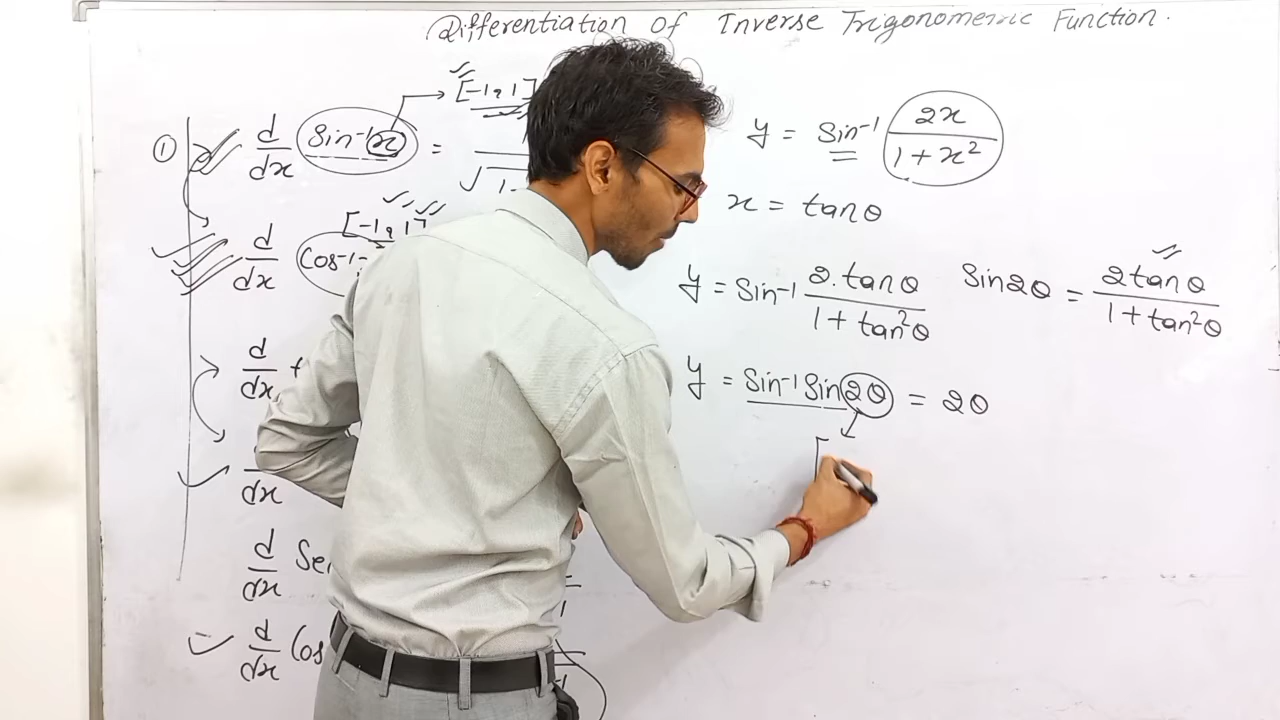 Differentiation of Inverse Trigonometric Function.
① d/dx Sin⁻¹x =
[-1, 1]
√1-
[-1, 1]
d/dx Cos⁻¹
d/dx
dx
d/dx Se
d/dx Cos
y = Sin⁻¹ 2x/1+x²
x = tanθ
y = Sin⁻¹ 2.tanθ/1+tan²θ
Sin2θ = 2tanθ/1+tan²θ
y = Sin⁻¹ Sin2θ = 2θ
[